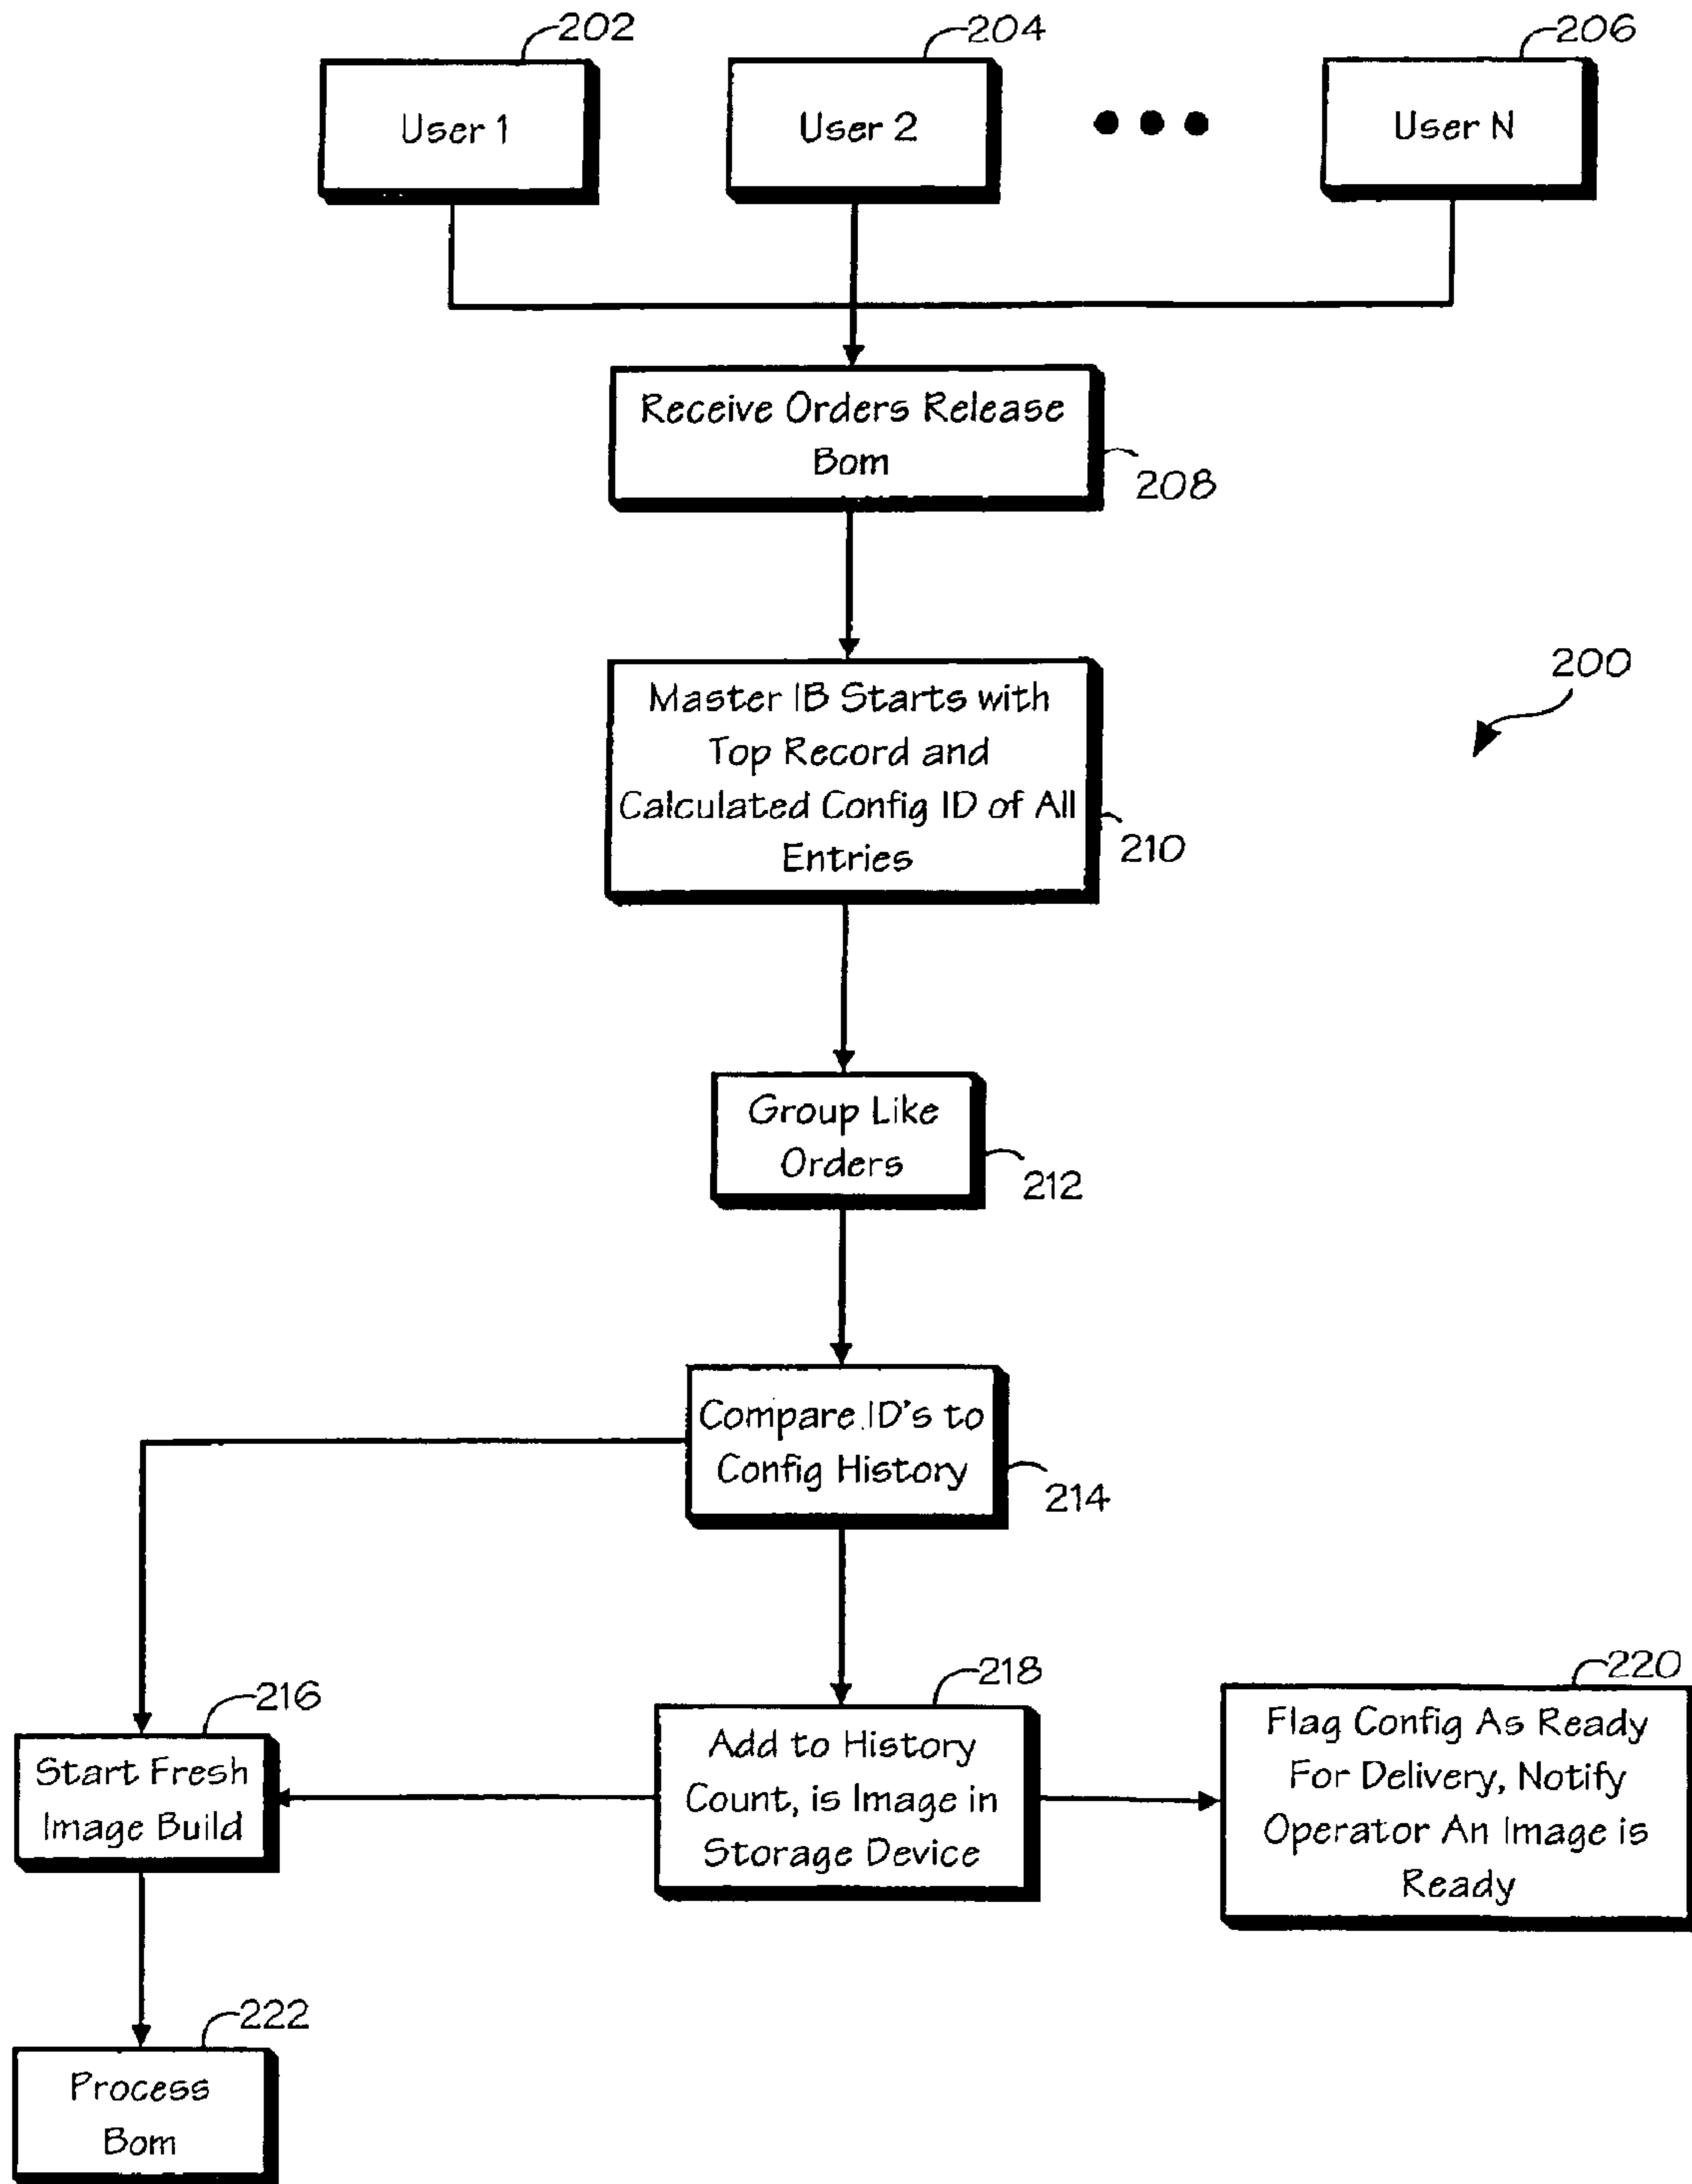 202
204
206
User 1
User 2
User N
Receive Orders Release
Bom
208
Master IB Starts with
Top Record and
Calculated Config ID of All
Entries
210
200
Group Like
Orders
212
Compare ID's to
Config History
214
216
Start Fresh
Image Build
218
Add to History
Count, is Image in
Storage Device
220
Flag Config As Ready
For Delivery, Notify
Operator An Image is
Ready
222
Process
Bom